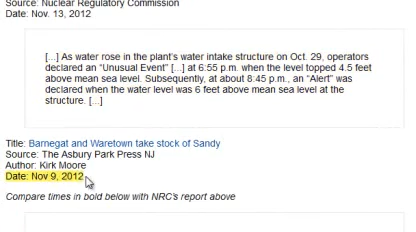 Source: Nuclear Regulatory Commission
Date: Nov. 13, 2012
[...] As water rose in the plant's water intake structure on Oct. 29, operators
declared an “Unusual Event” [...] at 6:55 p.m. when the level topped 4.5 feet
above mean sea level. Subsequently, at about 8:45 p.m., an “Alert” was
declared when the water level was 6 feet above mean sea level at the
structure. [...]
Title: Barnegat and Waretown take stock of Sandy
Source: The Asbury Park Press NJ
Author: Kirk Moore
Date: Nov 9, 2012
Compare times in bold below with NRC's report above